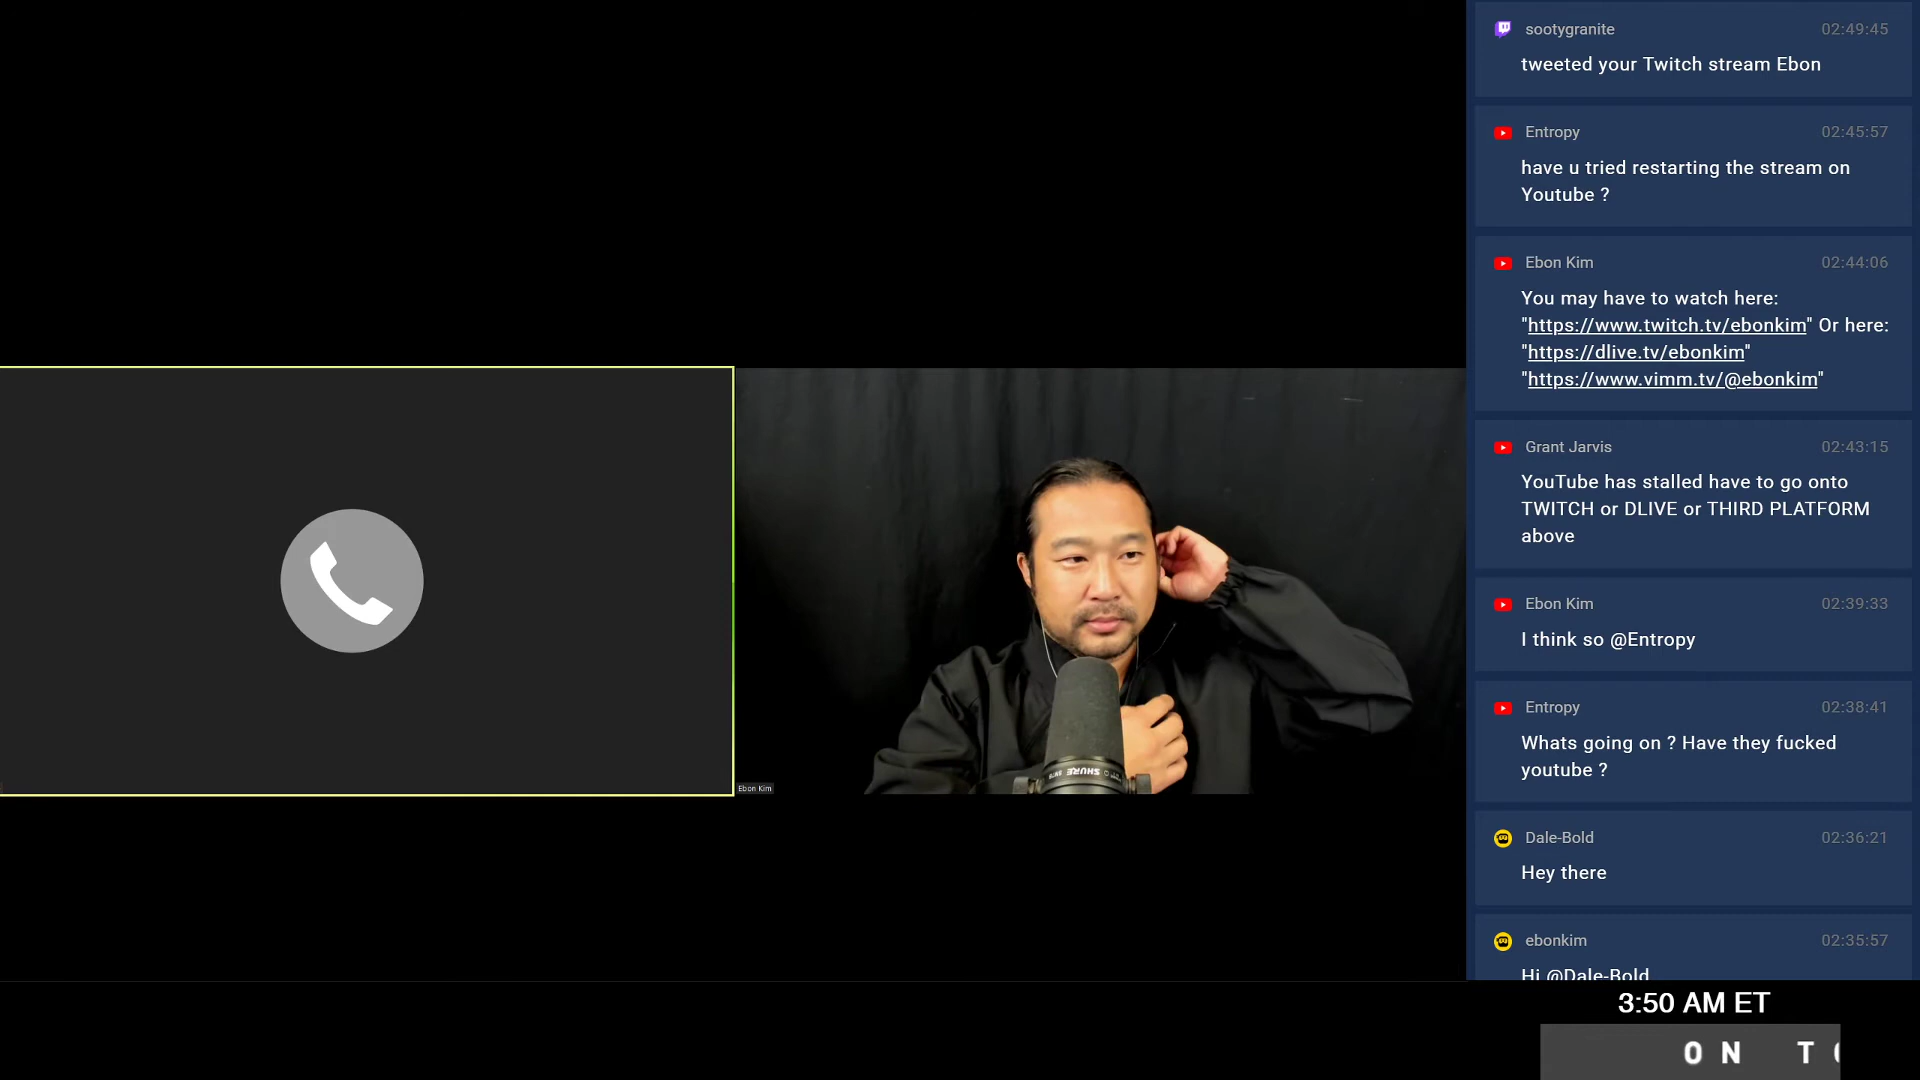 sootygranite 02:49:45
tweeted your Twitch stream Ebon
Entropy 02:45:57
have u tried restarting the stream on
Youtube ?
Ebon Kim 02:44:06
You may have to watch here:
"https://www.twitch.tv/ebonkim" Or here:
"https://dlive.tv/ebonkim"
"https://www.vimm.tv/@ebonkim"
Grant Jarvis 02:43:15
YouTube has stalled have to go onto
TWITCH or DLIVE or THIRD PLATFORM
above
Ebon Kim 02:39:33
I think so @Entropy
Entropy 02:38:41
Whats going on ? Have they fucked
youtube ?
Dale-Bold 02:36:21
Hey there
ebonkim 02:35:57
Hi @Dale-Bold
Ebon Kim
SHURE SM7B
3:50 AM ET
ON T